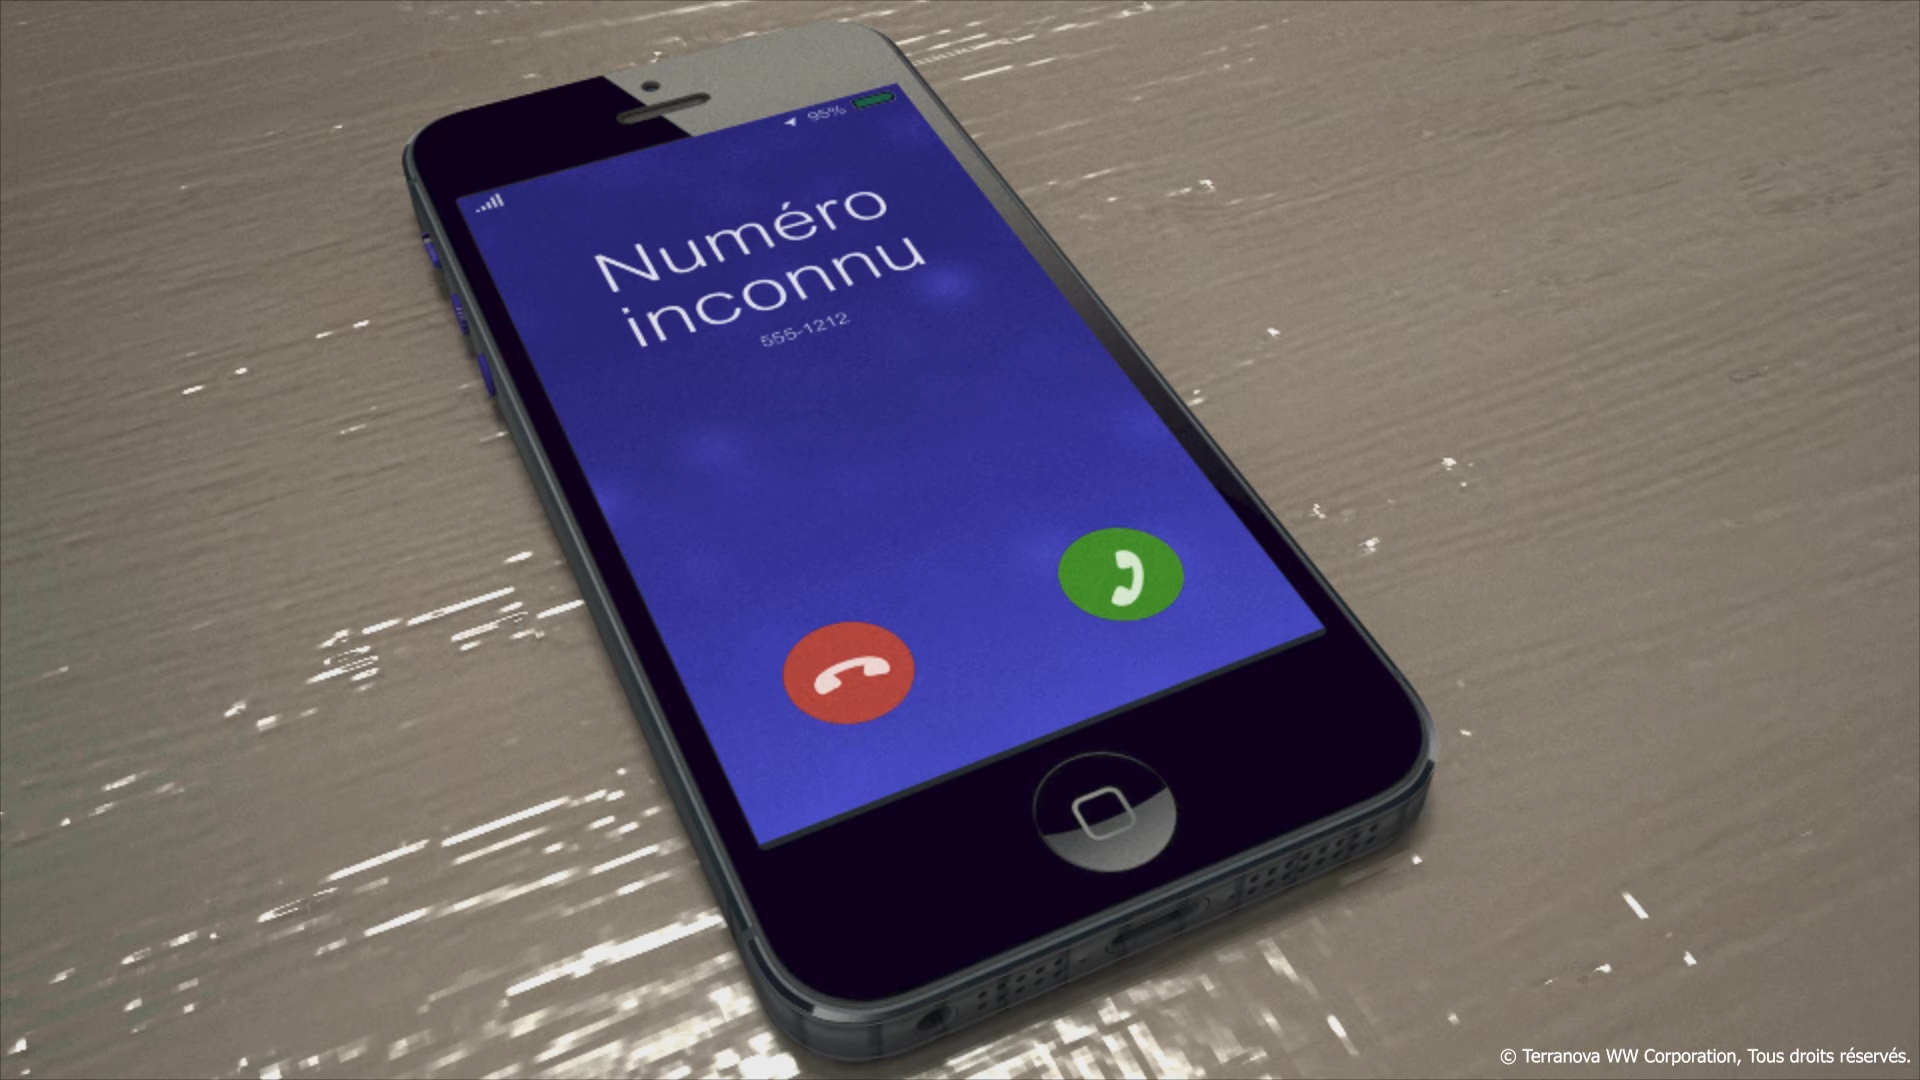 95%
Numéro
inconnu
555-1212
© Terranova WW Corporation, Tous droits réservés.